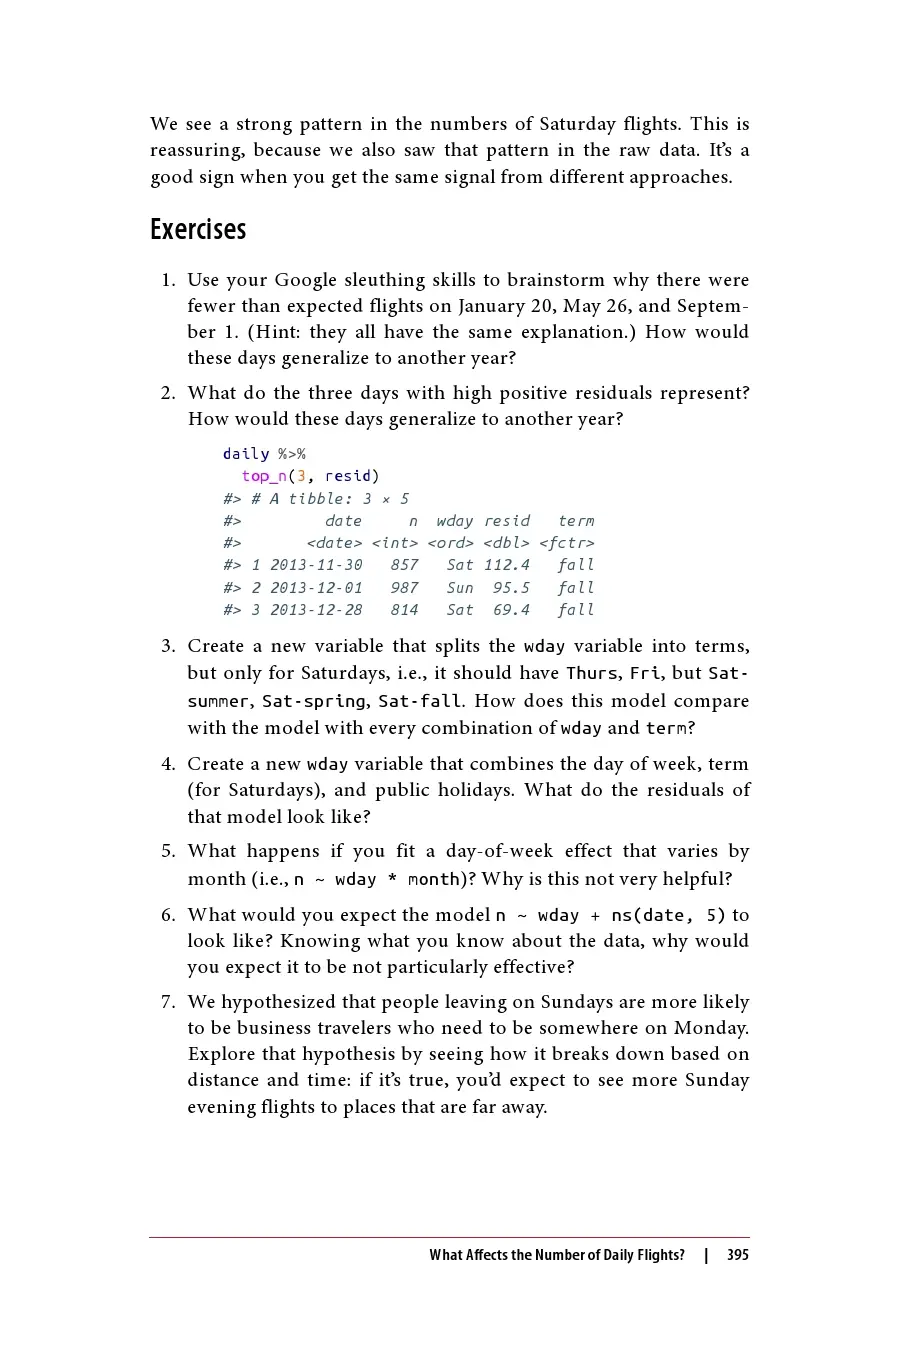 We see a strong pattern in the numbers of Saturday flights. This is
reassuring, because we also saw that pattern in the raw data. It’s a
good sign when you get the same signal from different approaches.
Exercises
1. Use your Google sleuthing skills to brainstorm why there were
fewer than expected flights on January 20, May 26, and Septem-
ber 1. (Hint: they all have the same explanation.) How would
these days generalize to another year?
2. What do the three days with high positive residuals represent?
How would these days generalize to another year?
daily %>%
  top_n(3, resid)
#> # A tibble: 3 × 5
#>         date     n  wday resid   term
#>       <date> <int> <ord> <dbl> <fctr>
#> 1 2013-11-30   857   Sat 112.4   fall
#> 2 2013-12-01   987   Sun  95.5   fall
#> 3 2013-12-28   814   Sat  69.4   fall
3. Create a new variable that splits the wday variable into terms,
but only for Saturdays, i.e., it should have Thurs, Fri, but Sat-
summer, Sat-spring, Sat-fall. How does this model compare
with the model with every combination of wday and term?
4. Create a new wday variable that combines the day of week, term
(for Saturdays), and public holidays. What do the residuals of
that model look like?
5. What happens if you fit a day-of-week effect that varies by
month (i.e., n ~ wday * month)? Why is this not very helpful?
6. What would you expect the model n ~ wday + ns(date, 5) to
look like? Knowing what you know about the data, why would
you expect it to be not particularly effective?
7. We hypothesized that people leaving on Sundays are more likely
to be business travelers who need to be somewhere on Monday.
Explore that hypothesis by seeing how it breaks down based on
distance and time: if it’s true, you’d expect to see more Sunday
evening flights to places that are far away.
What Affects the Number of Daily Flights? | 395